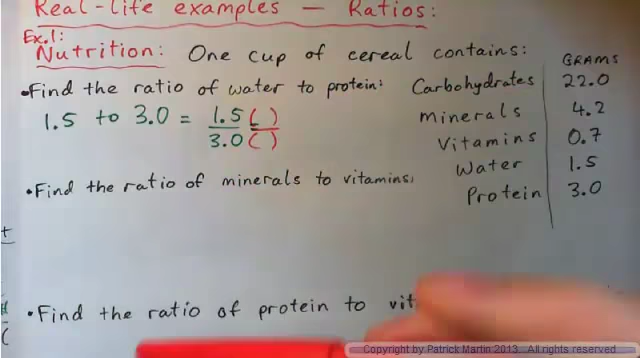 Real-life examples — Ratios:
Ex.1:
Nutrition: One cup of cereal contains:
GRAMS
•Find the ratio of water to protein:
Carbohydrates 22.0
1.5 to 3.0 = 1.5( )
3.0( )
minerals 4.2
Vitamins 0.7
Water 1.5
•Find the ratio of minerals to vitamins:
Protein 3.0
•Find the ratio of protein to vit
Copyright by Patrick Martin 2013. All rights reserved